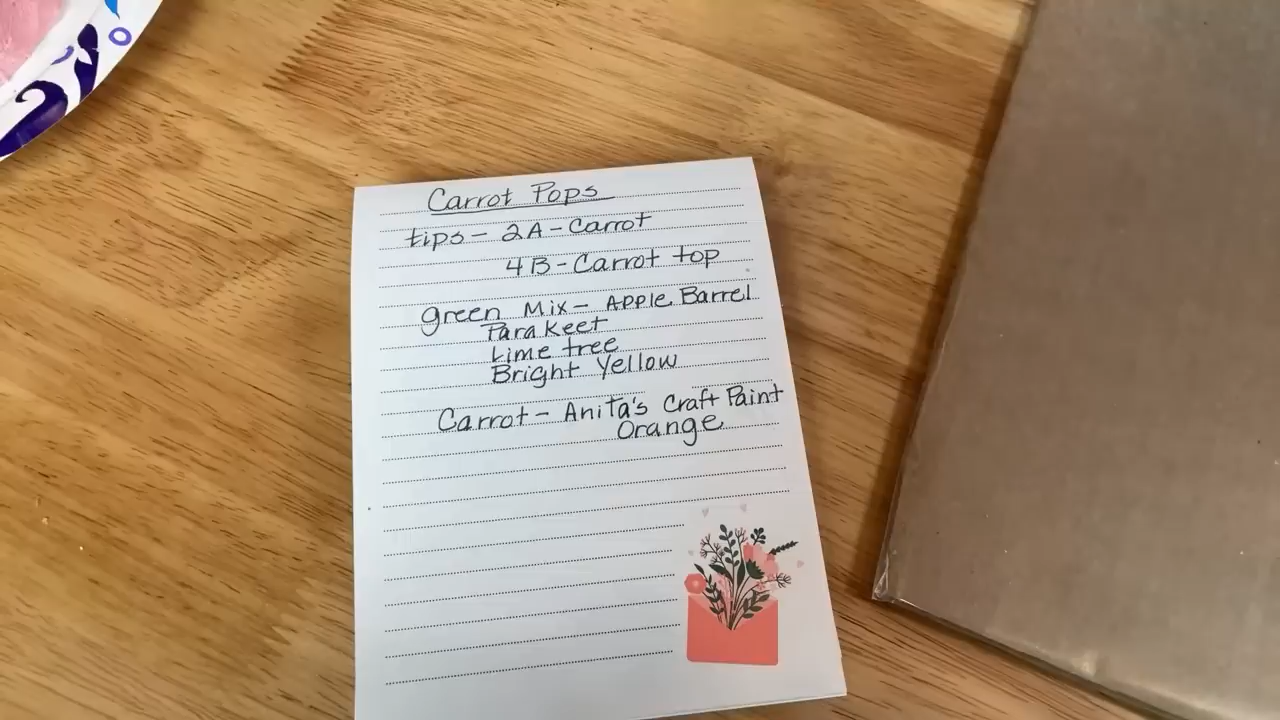 Carrot Pops
tips - 2A - Carrot
4B - Carrot top
green Mix - Apple Barrel
Parakeet
Lime tree
Bright Yellow
Carrot - Anita's Craft Paint
Orange